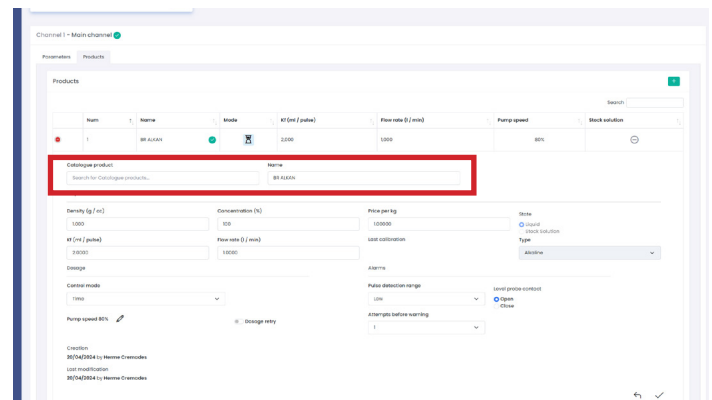 Channel 1 - Main channel
Parameters Products
Products
+
Search
Num Name Mode Kf (ml / pulse) Flow rate (l / min) Pump speed Stock solution
1 BR ALKAN 2,000 1,000 80%
Catalogue product Name
Search for Catalogue products... BR ALKAN
Density (g / cc) Concentration (%) Price per kg State
1.000 100 1.00000 Liquid
Stock Solution
Kf (ml / pulse) Flow rate (l / min) Last calibration Type
2.0000 1.0000 Alkaline
Dosage Alarms
Control mode Pulse detection range Level probe contact
Time Low Open
Close
Pump speed 80% Dosage retry Attempts before warning
1
Creation
30/04/2024 by Herme Cremades
Last modification
30/04/2024 by Herme Cremades